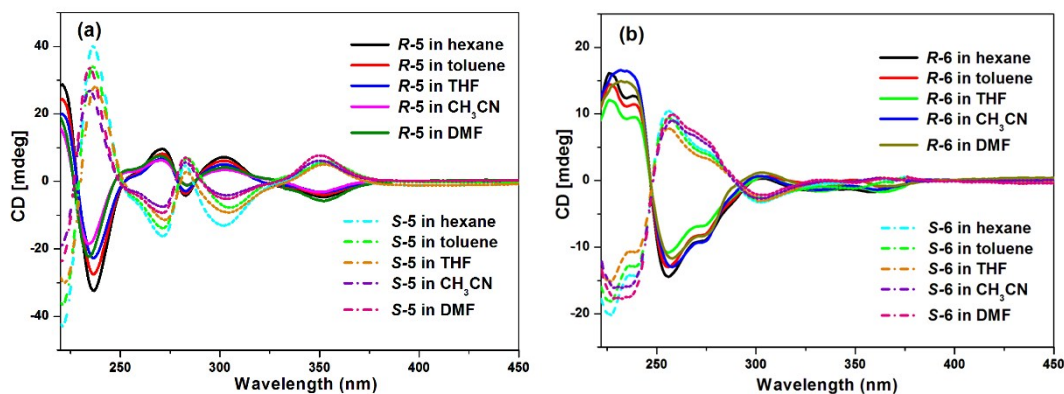 (a)
R-5 in hexane
R-5 in toluene
R-5 in THF
R-5 in CH₃CN
R-5 in DMF
S-5 in hexane
S-5 in toluene
S-5 in THF
S-5 in CH₃CN
S-5 in DMF
CD [mdeg]
40
20
0
-20
-40
250 300 350 400 450
Wavelength (nm)
(b)
R-6 in hexane
R-6 in toluene
R-6 in THF
R-6 in CH₃CN
R-6 in DMF
S-6 in hexane
S-6 in toluene
S-6 in THF
S-6 in CH₃CN
S-6 in DMF
CD [mdeg]
20
10
0
-10
-20
250 300 350 400 450
Wavelength (nm)